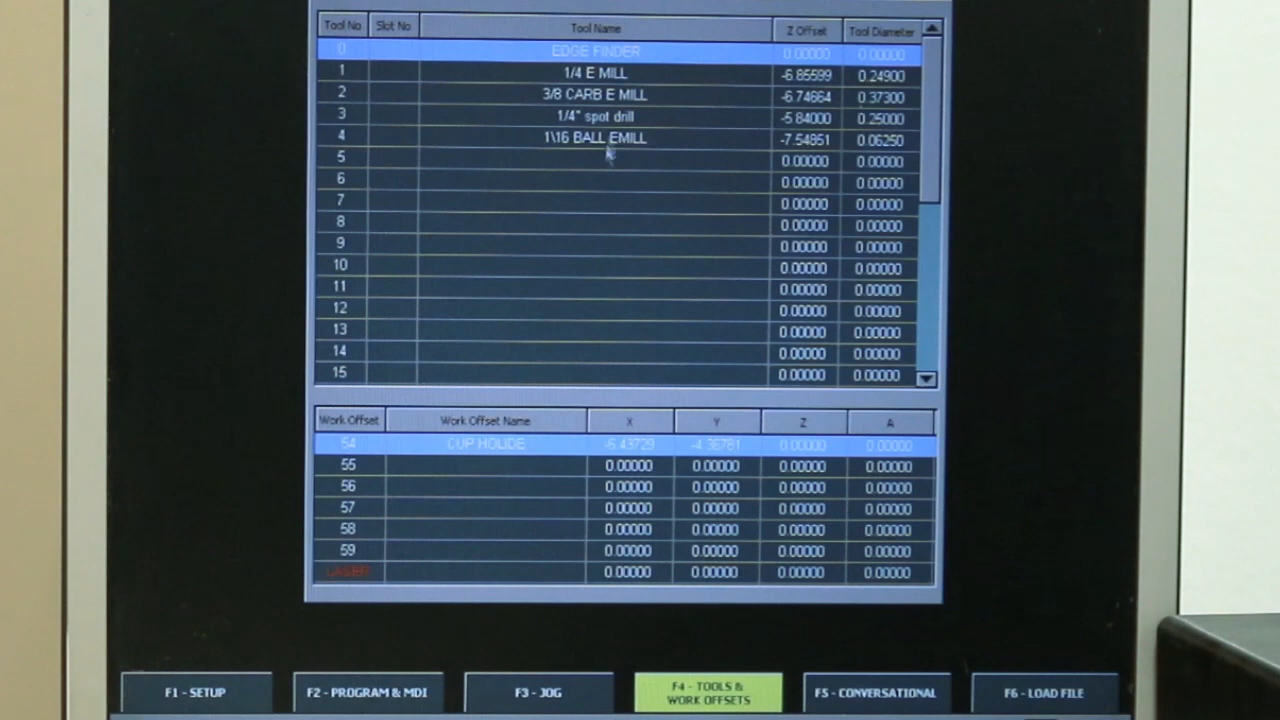 Tool No Slot No Tool Name Z Offset Tool Diameter
0 EDGE FINDER 0.00000 0.00000
1 1/4 E MILL -6.85599 0.24900
2 3/8 CARB E MILL -6.74664 0.37300
3 1/4" spot drill -5.84000 0.25000
4 1\16 BALL EMILL -7.54851 0.06250
5 0.00000 0.00000
6 0.00000 0.00000
7 0.00000 0.00000
8 0.00000 0.00000
9 0.00000 0.00000
10 0.00000 0.00000
11 0.00000 0.00000
12 0.00000 0.00000
13 0.00000 0.00000
14 0.00000 0.00000
15 0.00000 0.00000
Work Offset Work Offset Name X Y Z A
54 CUP HOLIDE -6.43729 -4.36781 0.00000 0.00000
55 0.00000 0.00000 0.00000 0.00000
56 0.00000 0.00000 0.00000 0.00000
57 0.00000 0.00000 0.00000 0.00000
58 0.00000 0.00000 0.00000 0.00000
59 0.00000 0.00000 0.00000 0.00000
LASER 0.00000 0.00000 0.00000 0.00000
F1 - SETUP F2 - PROGRAM & MDI F3 - JOG F4 - TOOLS & WORK OFFSETS F5 - CONVERSATIONAL F6 - LOAD FILE